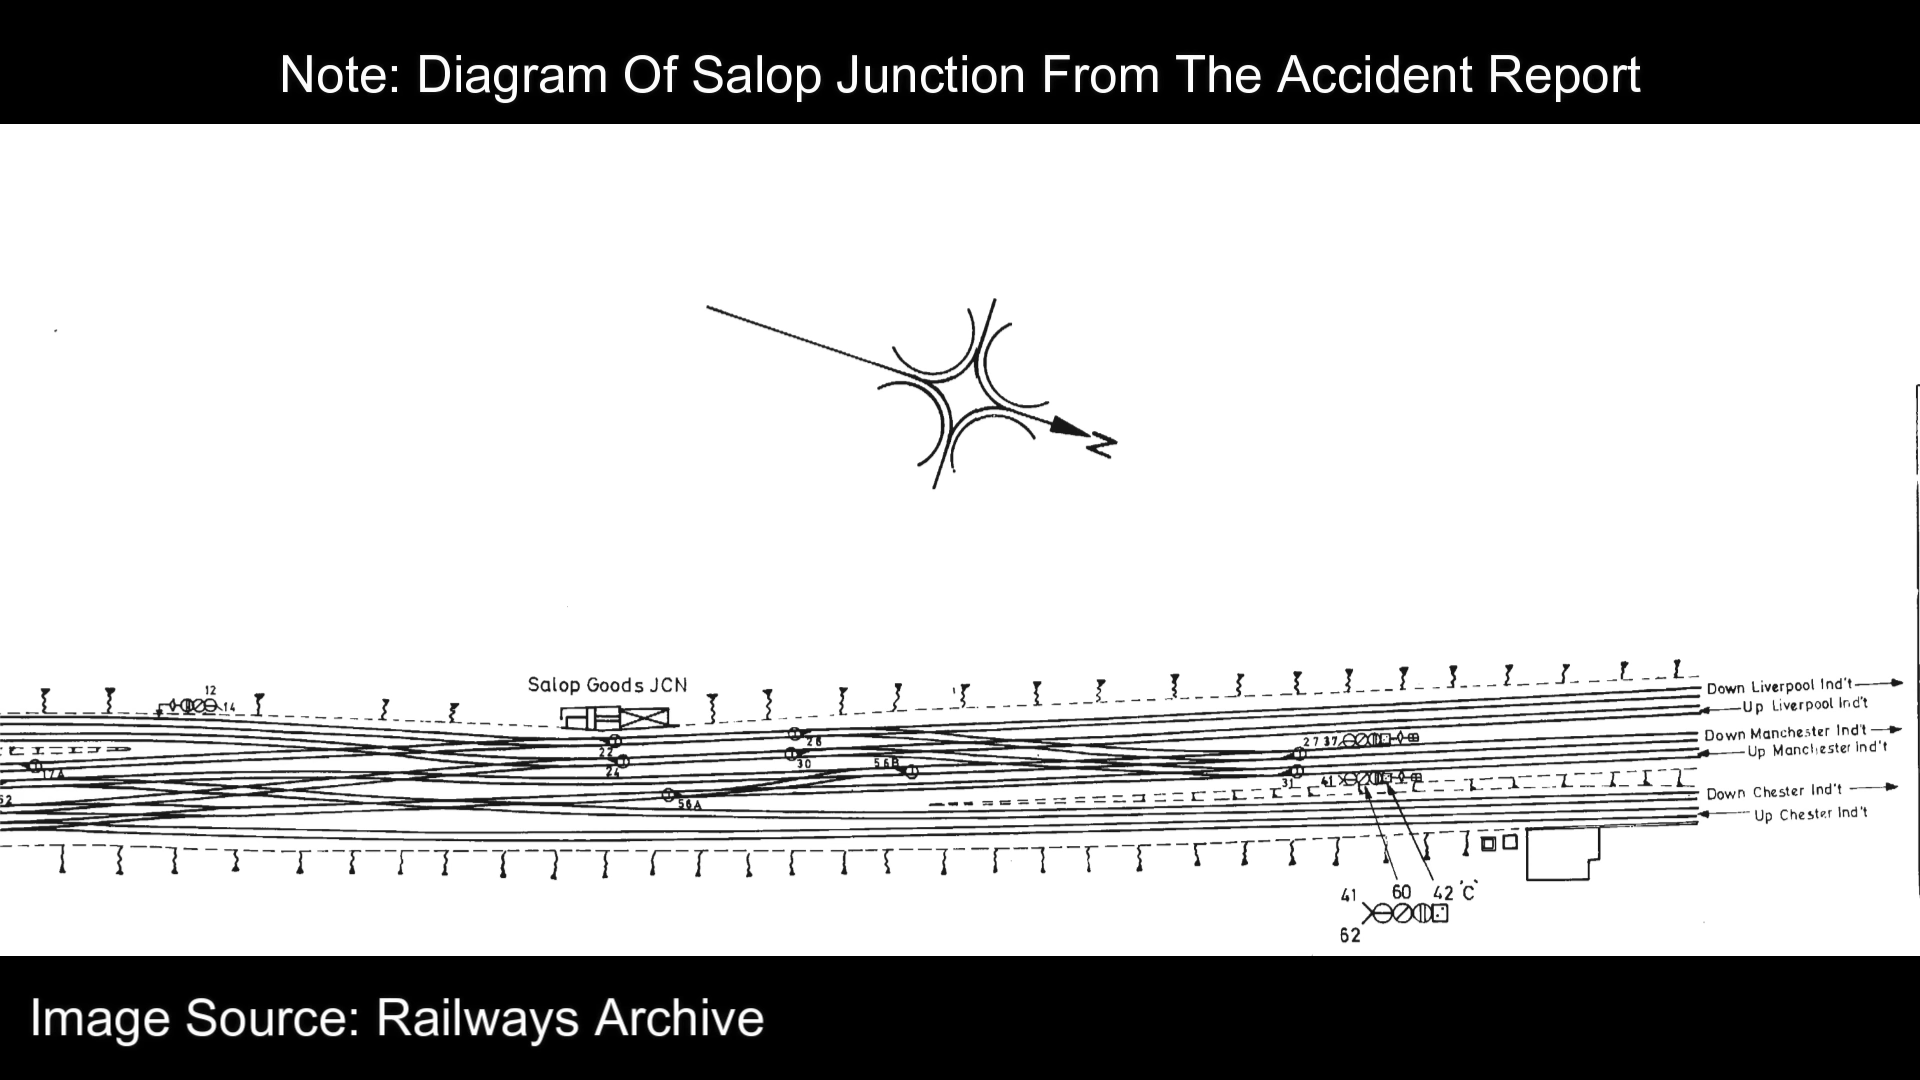 Note: Diagram Of Salop Junction From The Accident Report
N
12
14
Salop Goods JCN
17A
52
22
24
28
30
56A
56B
27 37
31
41
Down Liverpool Ind't
Up Liverpool Ind't
Down Manchester Ind't
Up Manchester Ind't
Down Chester Ind't
Up Chester Ind't
41 60 42 'C'
62
Image Source: Railways Archive